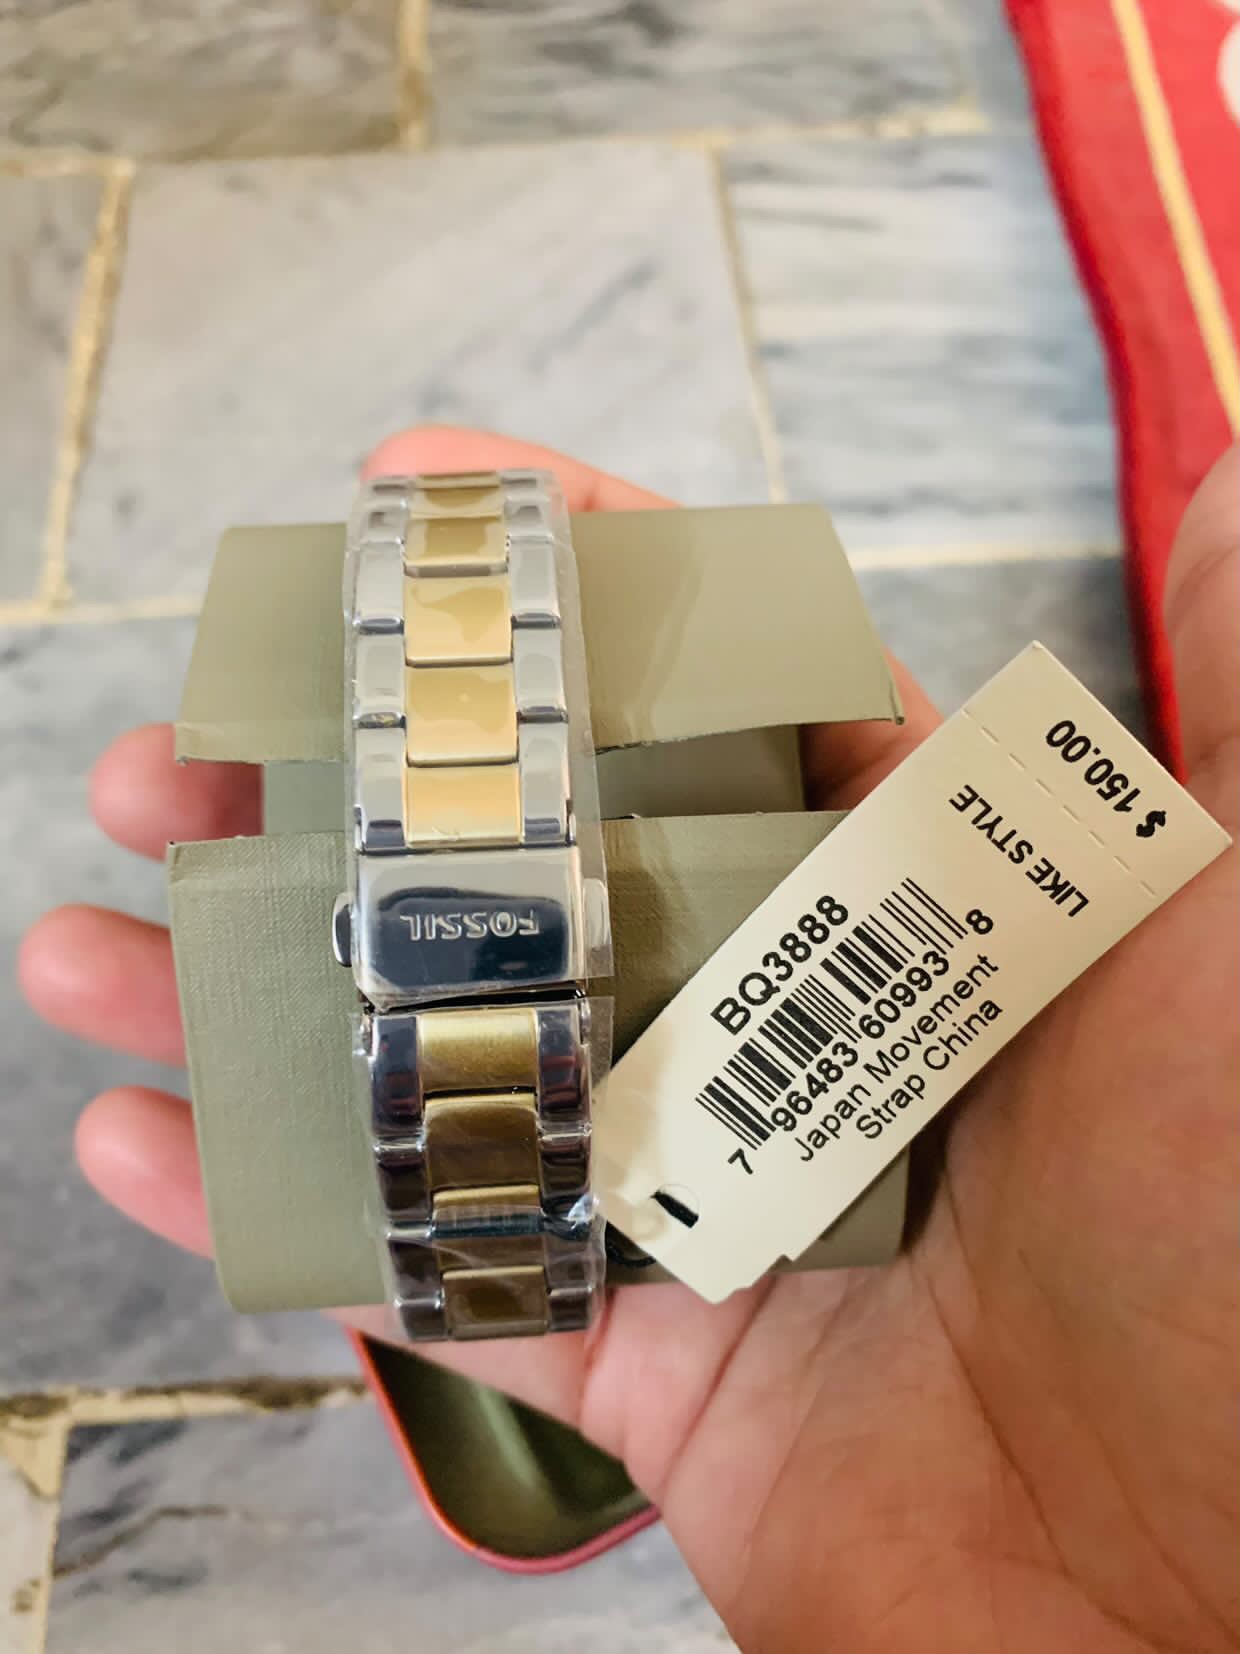 FOSSIL
$ 150.00
LIKE STYLE
BQ3888
7 96483 60993 8
Japan Movement
Strap China